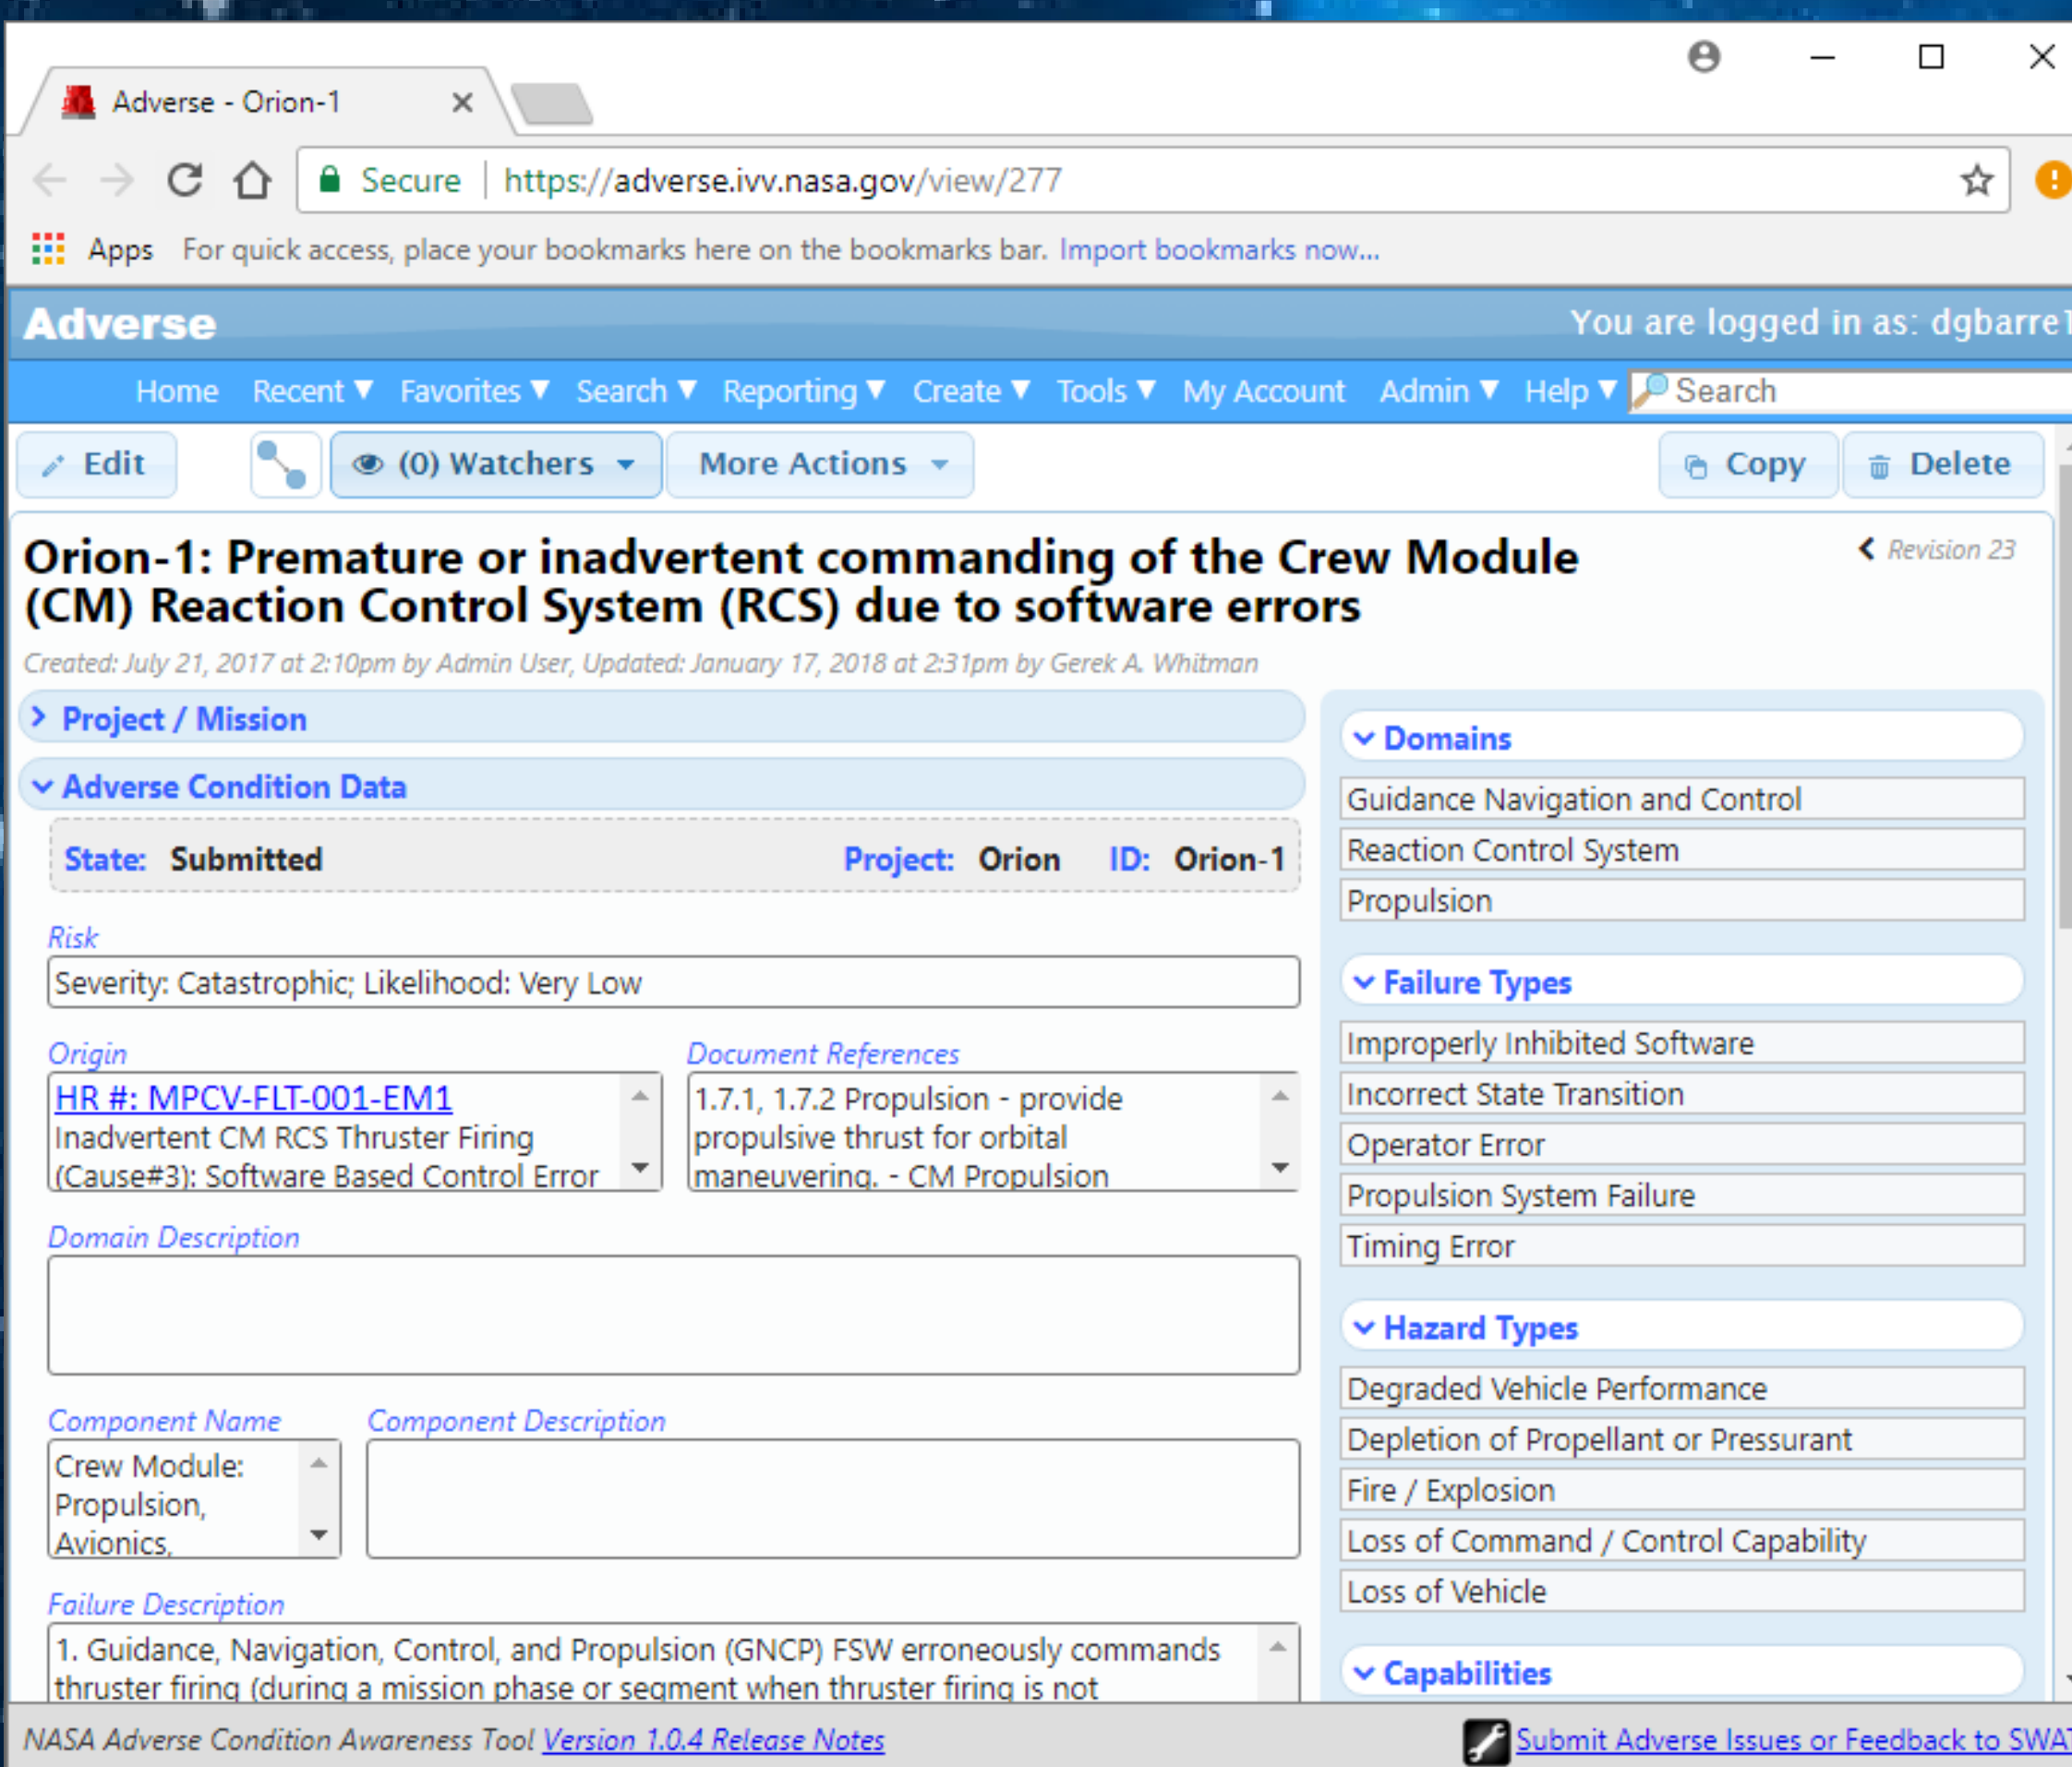 Adverse - Orion-1
Secure https://adverse.ivv.nasa.gov/view/277
Apps For quick access, place your bookmarks here on the bookmarks bar. Import bookmarks now...
Adverse You are logged in as:
Home Recent Favorites Search Reporting Create Tools My Account Admin Help Search
Edit (0) Watchers More Actions Copy Delete
Orion-1: Premature or inadvertent commanding of the Crew Module
(CM) Reaction Control System (RCS) due to software errors
Revision 23
Created: July 21, 2017 at 2:10pm by Admin User, Updated: January 17, 2018 at 2:31pm by Gerek A. Whitman
Project / Mission
Adverse Condition Data
State: Submitted Project: Orion ID: Orion-1
Risk
Severity: Catastrophic; Likelihood: Very Low
Origin
HR #: MPCV-FLT-001-EM1
Inadvertent CM RCS Thruster Firing
(Cause#3): Software Based Control Error
Document References
1.7.1, 1.7.2 Propulsion - provide
propulsive thrust for orbital
maneuvering. - CM Propulsion
Domain Description
Component Name
Crew Module:
Propulsion,
Avionics,
Component Description
Failure Description
1. Guidance, Navigation, Control, and Propulsion (GNCP) FSW erroneously commands
thruster firing (during a mission phase or segment when thruster firing is not
Domains
Guidance Navigation and Control
Reaction Control System
Propulsion
Failure Types
Improperly Inhibited Software
Incorrect State Transition
Operator Error
Propulsion System Failure
Timing Error
Hazard Types
Degraded Vehicle Performance
Depletion of Propellant or Pressurant
Fire / Explosion
Loss of Command / Control Capability
Loss of Vehicle
Capabilities
NASA Adverse Condition Awareness Tool Version 1.0.4 Release Notes
Submit Adverse Issues or Feedback to SWAT